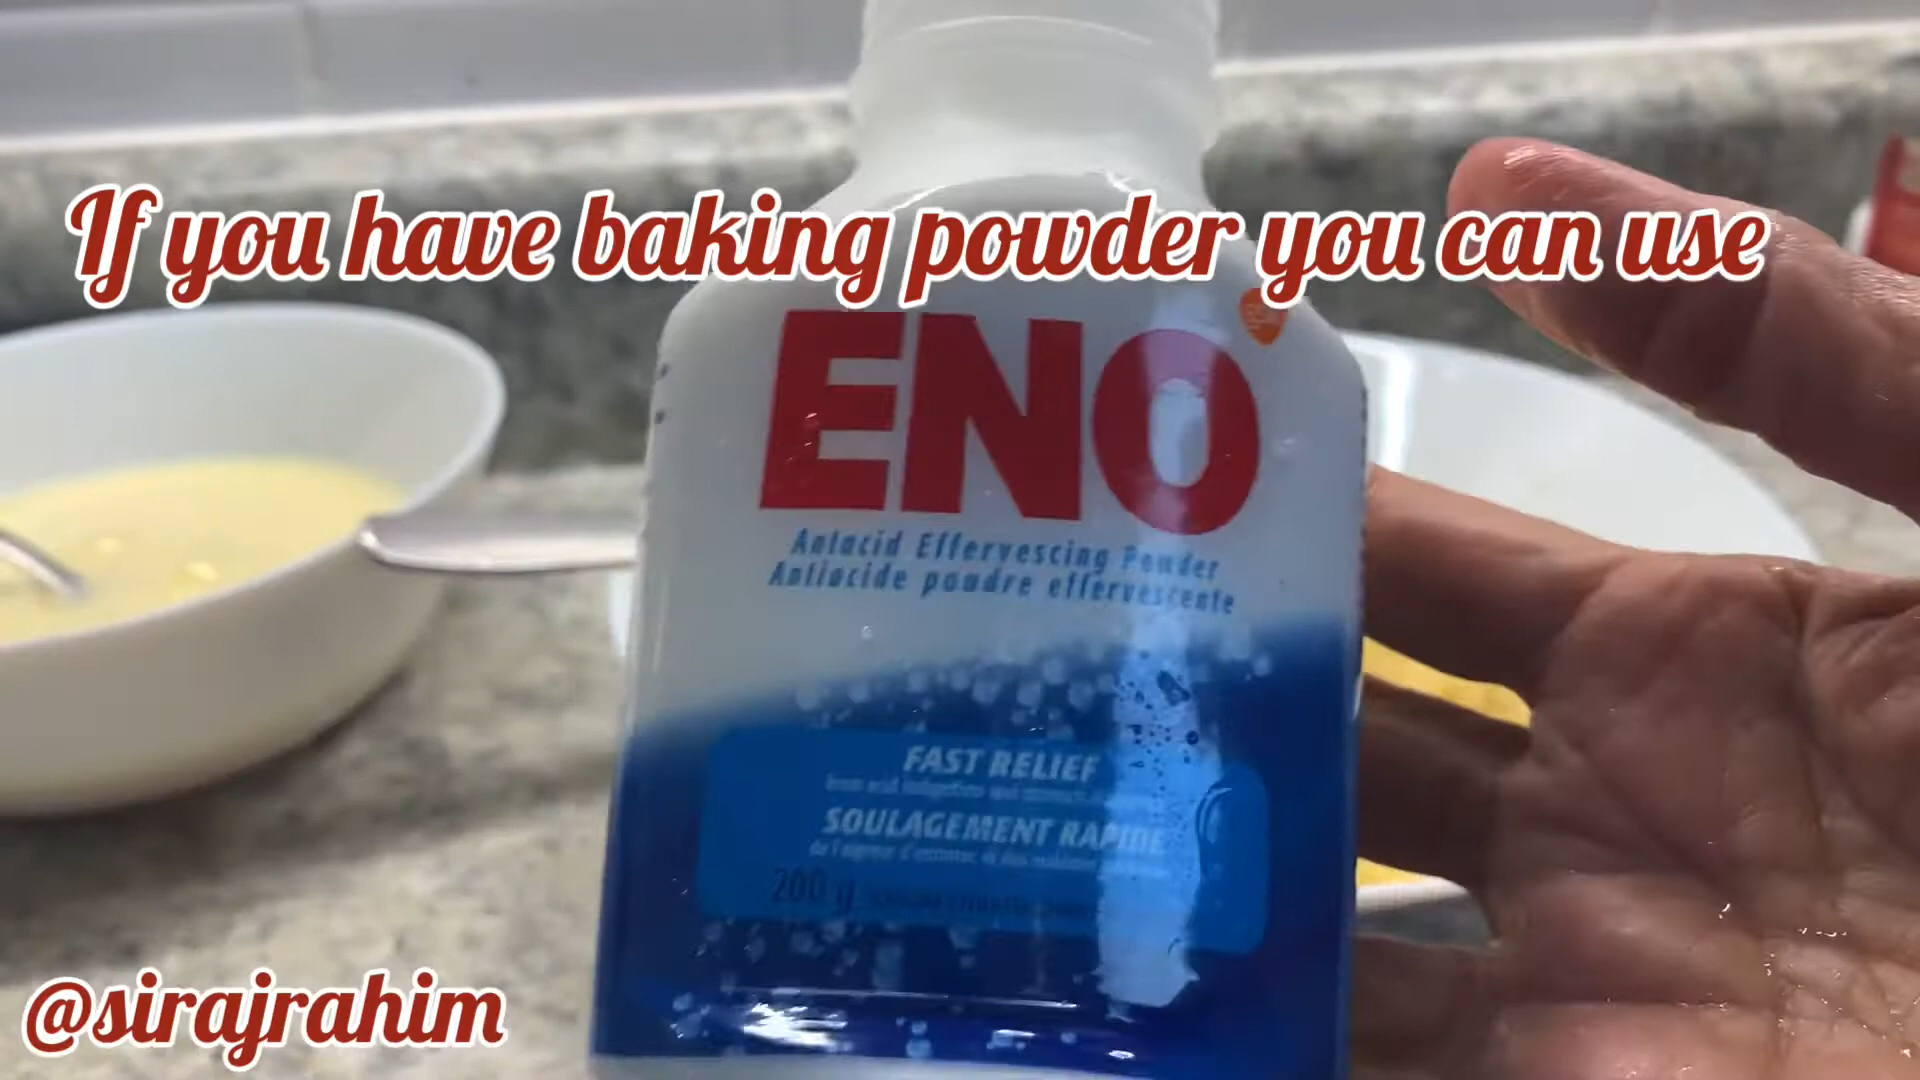 If you have baking powder you can use
ENO
Antacid Effervescing Powder
Antiacide poudre effervescente
FAST RELIEF
SOULAGEMENT RAPIDE
200 g
@sirajrahim